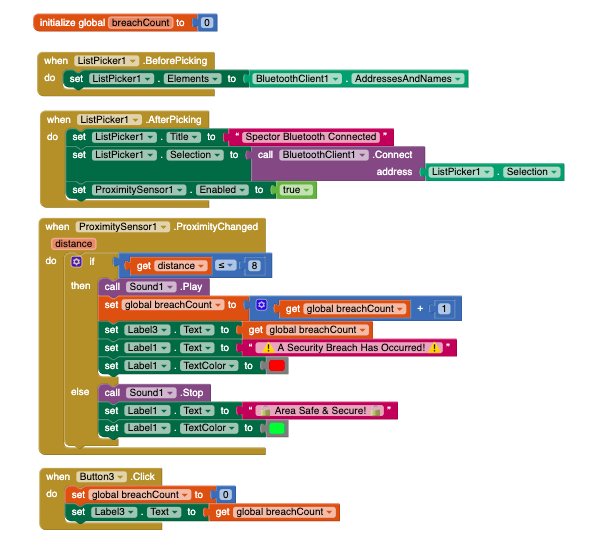 initialize global breachCount to 0
when ListPicker1 .BeforePicking
do set ListPicker1 . Elements to BluetoothClient1 . AddressesAndNames
when ListPicker1 .AfterPicking
do set ListPicker1 . Title to " Spector Bluetooth Connected "
set ListPicker1 . Selection to call BluetoothClient1 .Connect
address ListPicker1 . Selection
set ProximitySensor1 . Enabled to true
when ProximitySensor1 .ProximityChanged
distance
do if get distance ≤ 8
then call Sound1 .Play
set global breachCount to get global breachCount + 1
set Label3 . Text to get global breachCount
set Label1 . Text to " ⚠️ A Security Breach Has Occurred! ⚠️ "
set Label1 . TextColor to
else call Sound1 .Stop
set Label1 . Text to " Area Safe & Secure! "
set Label1 . TextColor to
when Button3 .Click
do set global breachCount to 0
set Label3 . Text to get global breachCount